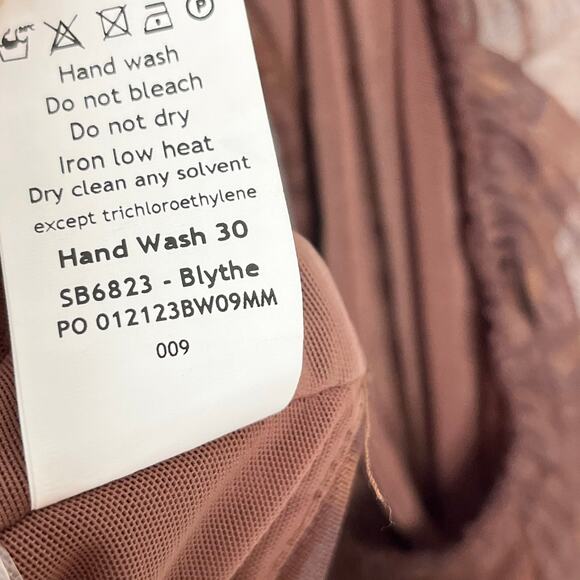 P
Hand wash
Do not bleach
Do not dry
Iron low heat
Dry clean any solvent
except trichloroethylene
Hand Wash 30
SB6823 - Blythe
PO 012123BW09MM
009